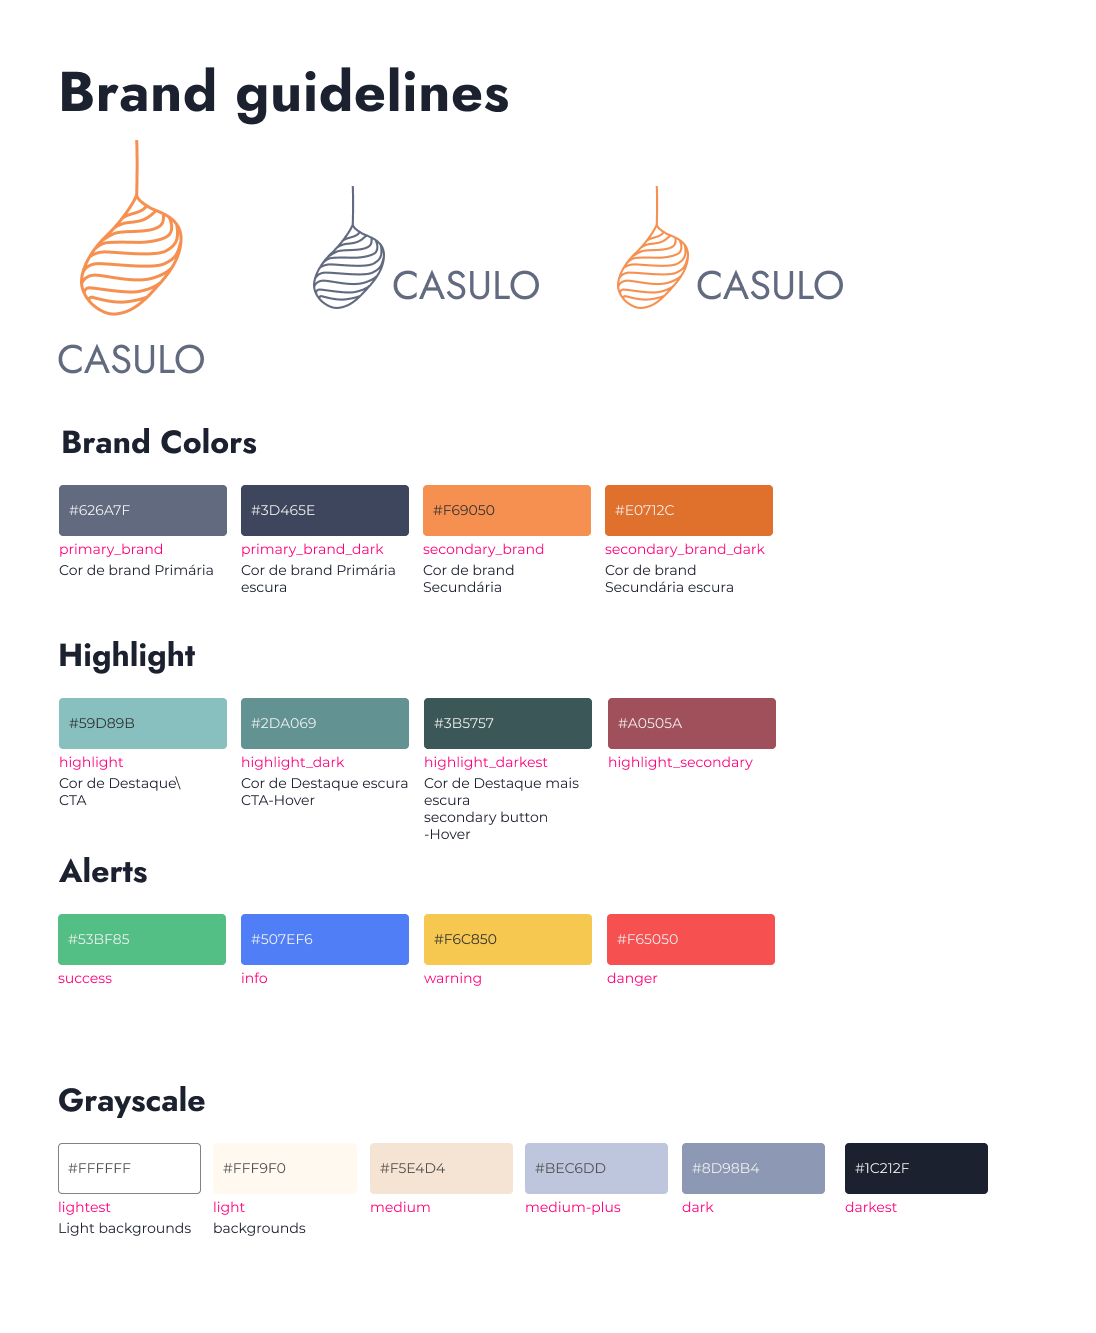 Brand guidelines
CASULO
CASULO
CASULO
Brand Colors
#626A7F
#3D465E
#F69050
#E0712C
primary_brand
primary_brand_dark
secondary_brand
secondary_brand_dark
Cor de brand Primária
Cor de brand Primária
escura
Cor de brand
Secundária
Cor de brand
Secundária escura
Highlight
#59D89B
#2DA069
#3B5757
#A0505A
highlight
highlight_dark
highlight_darkest
highlight_secondary
Cor de Destaque\
CTA
Cor de Destaque escura
CTA-Hover
Cor de Destaque mais
escura
secondary button
-Hover
Alerts
#53BF85
#507EF6
#F6C850
#F65050
success
info
warning
danger
Grayscale
#FFFFFF
#FFF9F0
#F5E4D4
#BEC6DD
#8D98B4
#1C212F
lightest
light
medium
medium-plus
dark
darkest
Light backgrounds
backgrounds